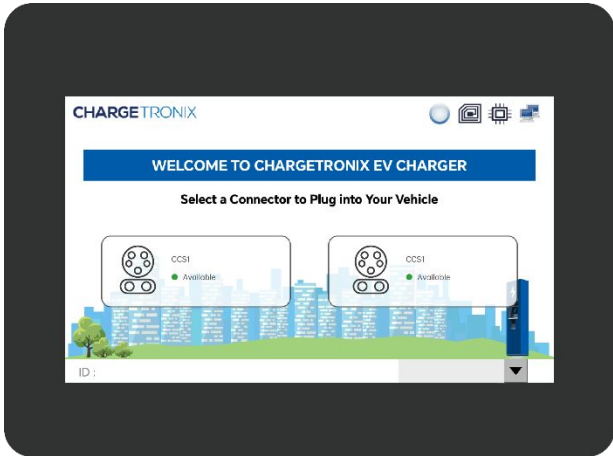 CHARGETRONIX
WELCOME TO CHARGETRONIX EV CHARGER
Select a Connector to Plug into Your Vehicle
CCS1
Available
CCS1
Available
ID :